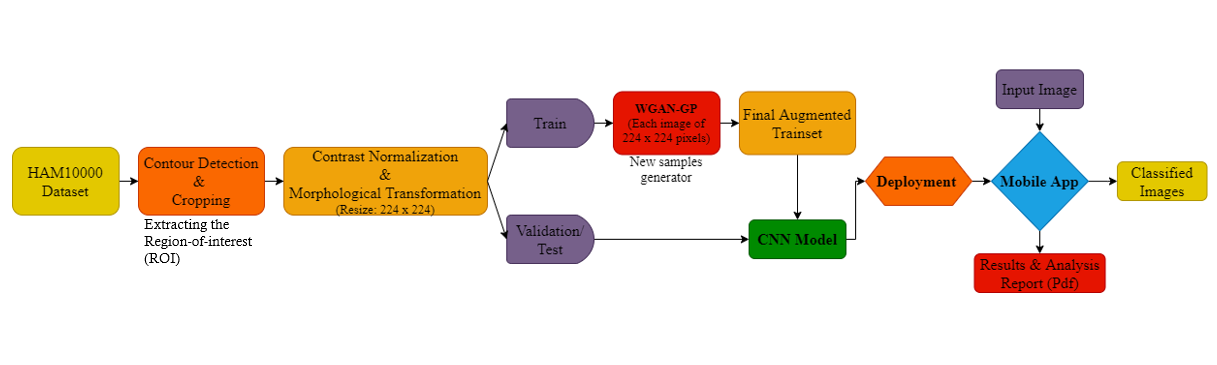 HAM10000
Dataset
Contour Detection
&
Cropping
Extracting the
Region-of-interest
(ROI)
Contrast Normalization
&
Morphological Transformation
(Resize: 224 x 224)
Train
Validation/
Test
WGAN-GP
(Each image of
224 x 224 pixels)
New samples
generator
Final Augmented
Trainset
CNN Model
Deployment
Input Image
Mobile App
Classified
Images
Results & Analysis
Report (Pdf)